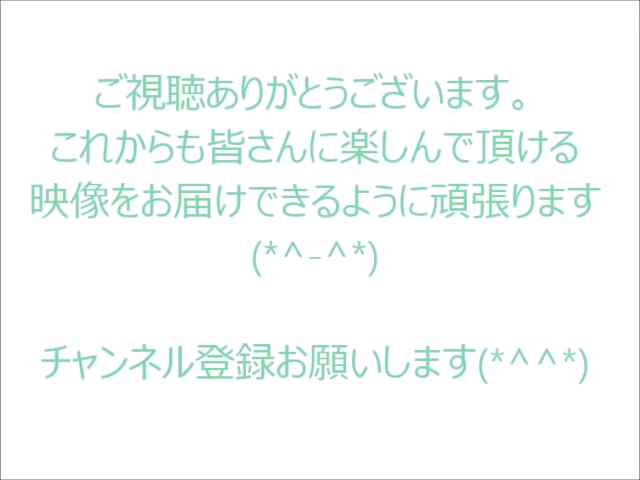 ご視聴ありがとうございます。
これからも皆さんに楽しんで頂ける
映像をお届けできるように頑張ります
(*^-^*)
チャンネル登録お願いします(*^^*)